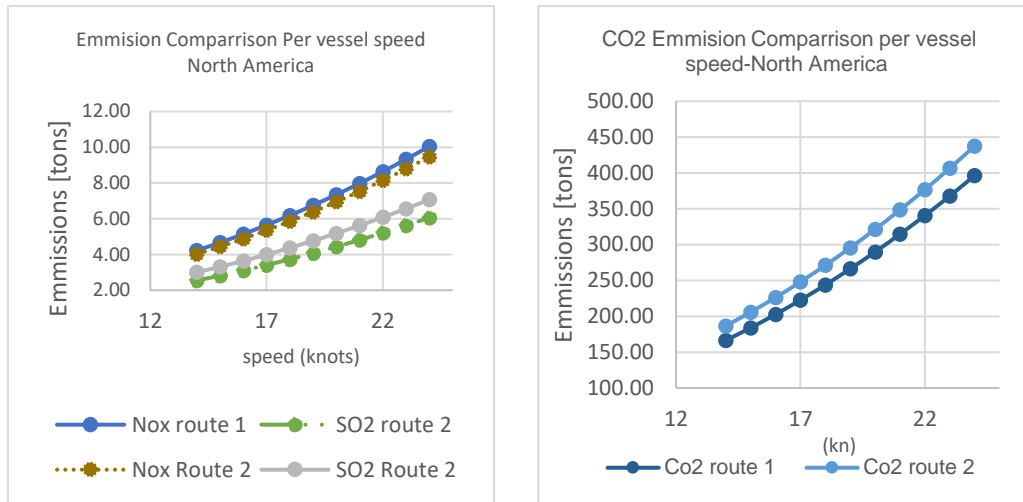 Emmision Comparrison Per vessel speed
North America
Emmissions [tons]
12.00
10.00
8.00
6.00
4.00
2.00
12
17
22
speed (knots)
Nox route 1
SO2 route 2
Nox Route 2
SO2 Route 2
CO2 Emmision Comparrison per vessel
speed-North America
Emmissions [tons]
500.00
450.00
400.00
350.00
300.00
250.00
200.00
150.00
100.00
12
17
22
(kn)
Co2 route 1
Co2 route 2